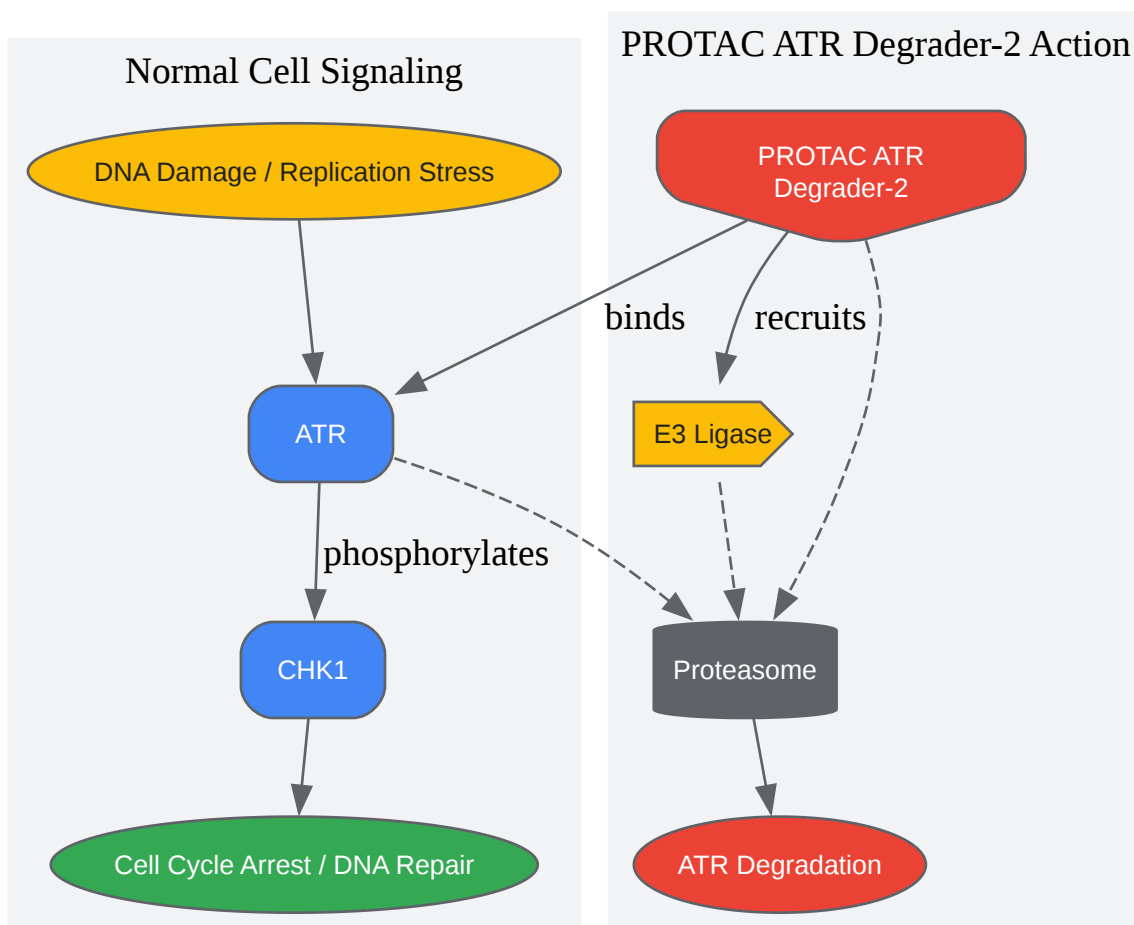 Normal Cell Signaling
DNA Damage / Replication Stress
ATR
phosphorylates
CHK1
Cell Cycle Arrest / DNA Repair
PROTAC ATR Degrader-2 Action
PROTAC ATR
Degrader-2
binds
recruits
E3 Ligase
Proteasome
ATR Degradation